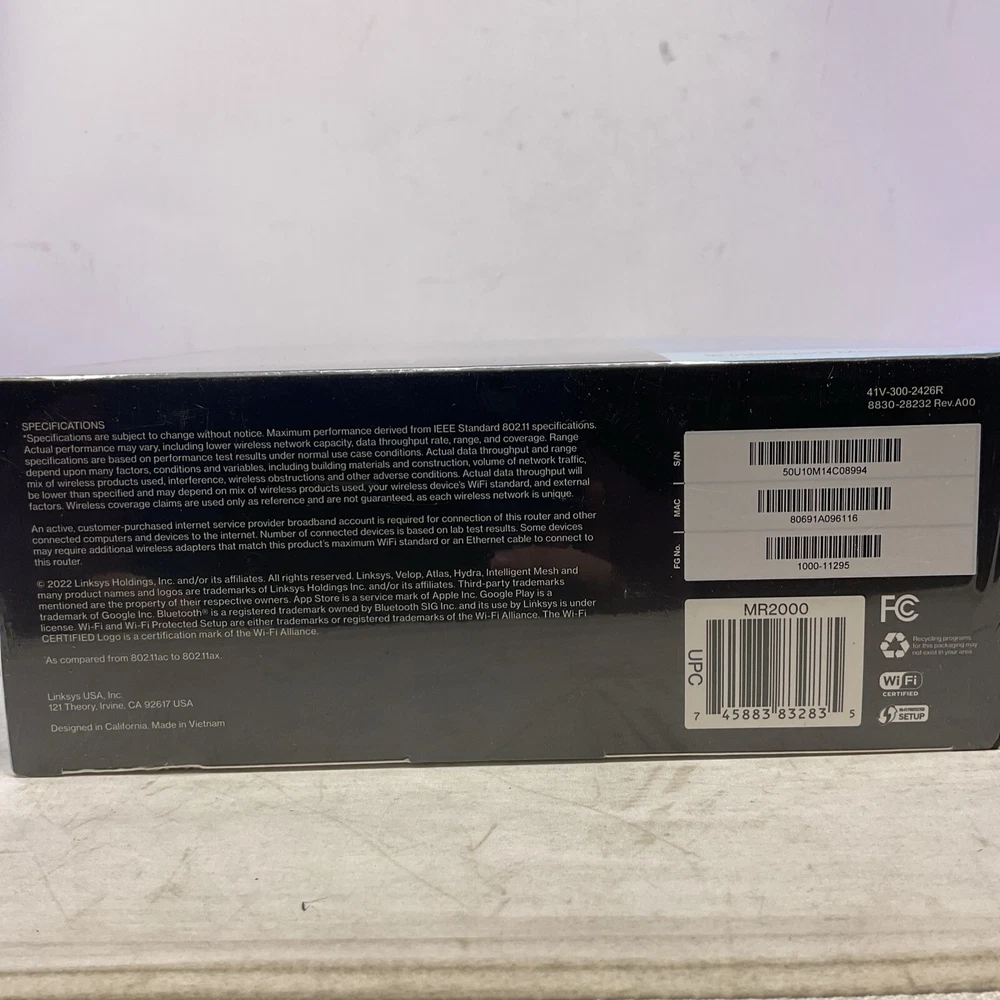 41V-300-2426R
8830-28232 Rev.A00
SPECIFICATIONS
*Specifications are subject to change without notice. Maximum performance derived from IEEE Standard 802.11 specifications.
Actual performance may vary, including lower wireless network capacity, data throughput rate, range, and coverage. Range
specifications are based on performance test results under normal use case conditions. Actual data throughput and range
depend upon many factors, conditions and variables, including building materials and construction, volume of network traffic,
mix of wireless products used, interference, wireless obstructions and other adverse conditions. Actual data throughput will
be lower than specified and may depend on mix of wireless products used, your wireless device's WiFi standard, and external
factors. Wireless coverage claims are used only as reference and are not guaranteed, as each wireless network is unique.
An active, customer-purchased internet service provider broadband account is required for connection of this router and other
connected computers and devices to the internet. Number of connected devices is based on lab test results. Some devices
may require additional wireless adapters that match this product's maximum WiFi standard or an Ethernet cable to connect to
this router.
© 2022 Linksys Holdings, Inc. and/or its affiliates. All rights reserved. Linksys, Velop, Atlas, Hydra, Intelligent Mesh and
many product names and logos are trademarks of Linksys Holdings Inc. and/or its affiliates. Third-party trademarks
mentioned are the property of their respective owners. App Store is a service mark of Apple Inc. Google Play is a
trademark of Google Inc. Bluetooth® is a registered trademark owned by Bluetooth SIG Inc. and its use by Linksys is under
license. Wi-Fi and Wi-Fi Protected Setup are either trademarks or registered trademarks of the Wi-Fi Alliance. The Wi-Fi
CERTIFIED Logo is a certification mark of the Wi-Fi Alliance.
As compared from 802.11ac to 802.11ax.
Linksys USA, Inc.
121 Theory, Irvine, CA 92617 USA
Designed in California. Made in Vietnam
S/N
50U10M14C08994
MAC
80691A096116
FG No.
1000-11295
MR2000
UPC
7 45883 83283 5
FC
Recycling programs
for this packaging may
not exist in your area
Wi Fi
CERTIFIED
WI-FI PROTECTED
SETUP